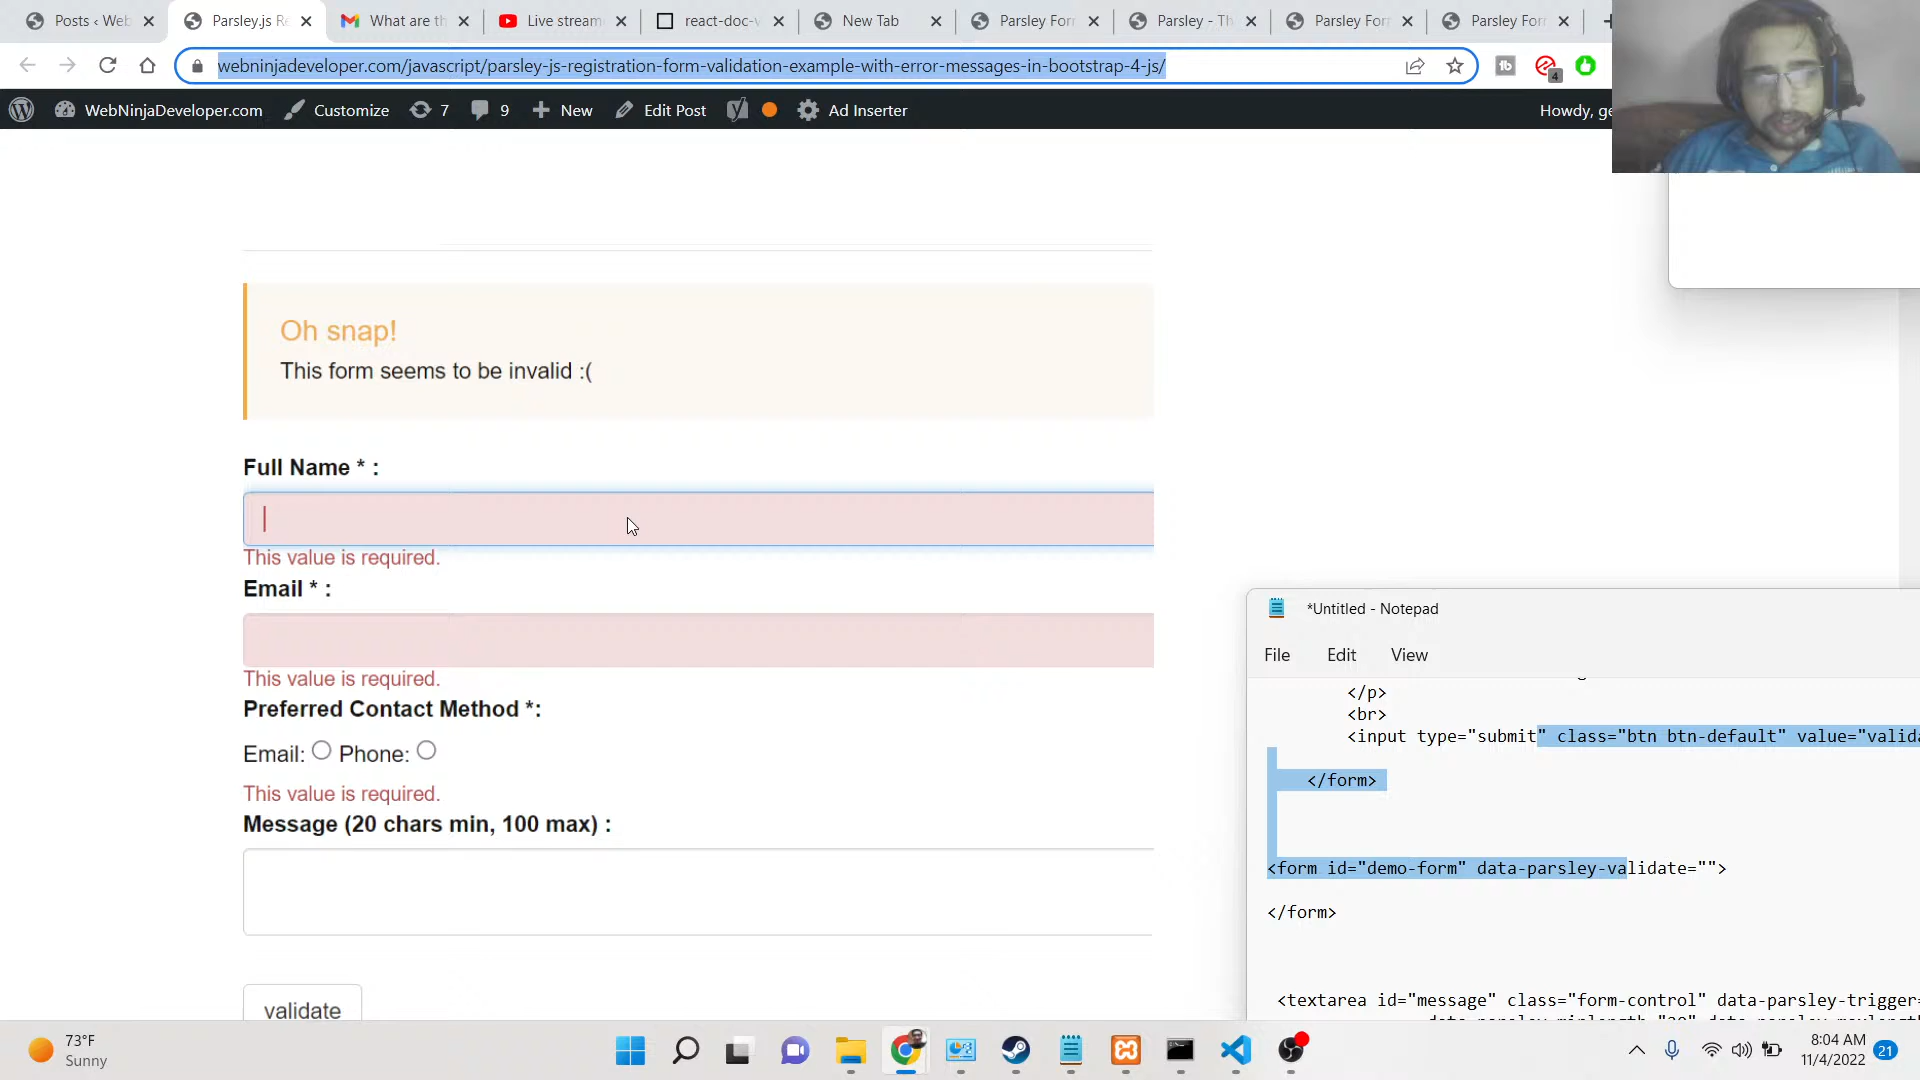 Posts ‹ Web
Parsley.js Re
What are th
Live stream
react-doc-v
New Tab
Parsley For
Parsley - Th
Parsley For
Parsley For
webninjadeveloper.com/javascript/parsley-js-registration-form-validation-example-with-error-messages-in-bootstrap-4-js/
4
WebNinjaDeveloper.com
Customize
7
9
New
Edit Post
Ad Inserter
Howdy, ge
Oh snap!
This form seems to be invalid :(
Full Name * :
This value is required.
Email * :
This value is required.
Preferred Contact Method *:
Email:
Phone:
This value is required.
Message (20 chars min, 100 max) :
validate
*Untitled - Notepad
File
Edit
View
</p>
<br>
<input type="submit" class="btn btn-default" value="valida
</form>
<form id="demo-form" data-parsley-validate="">
</form>
<textarea id="message" class="form-control" data-parsley-trigger=
73°F
Sunny
8:04 AM
11/4/2022
21